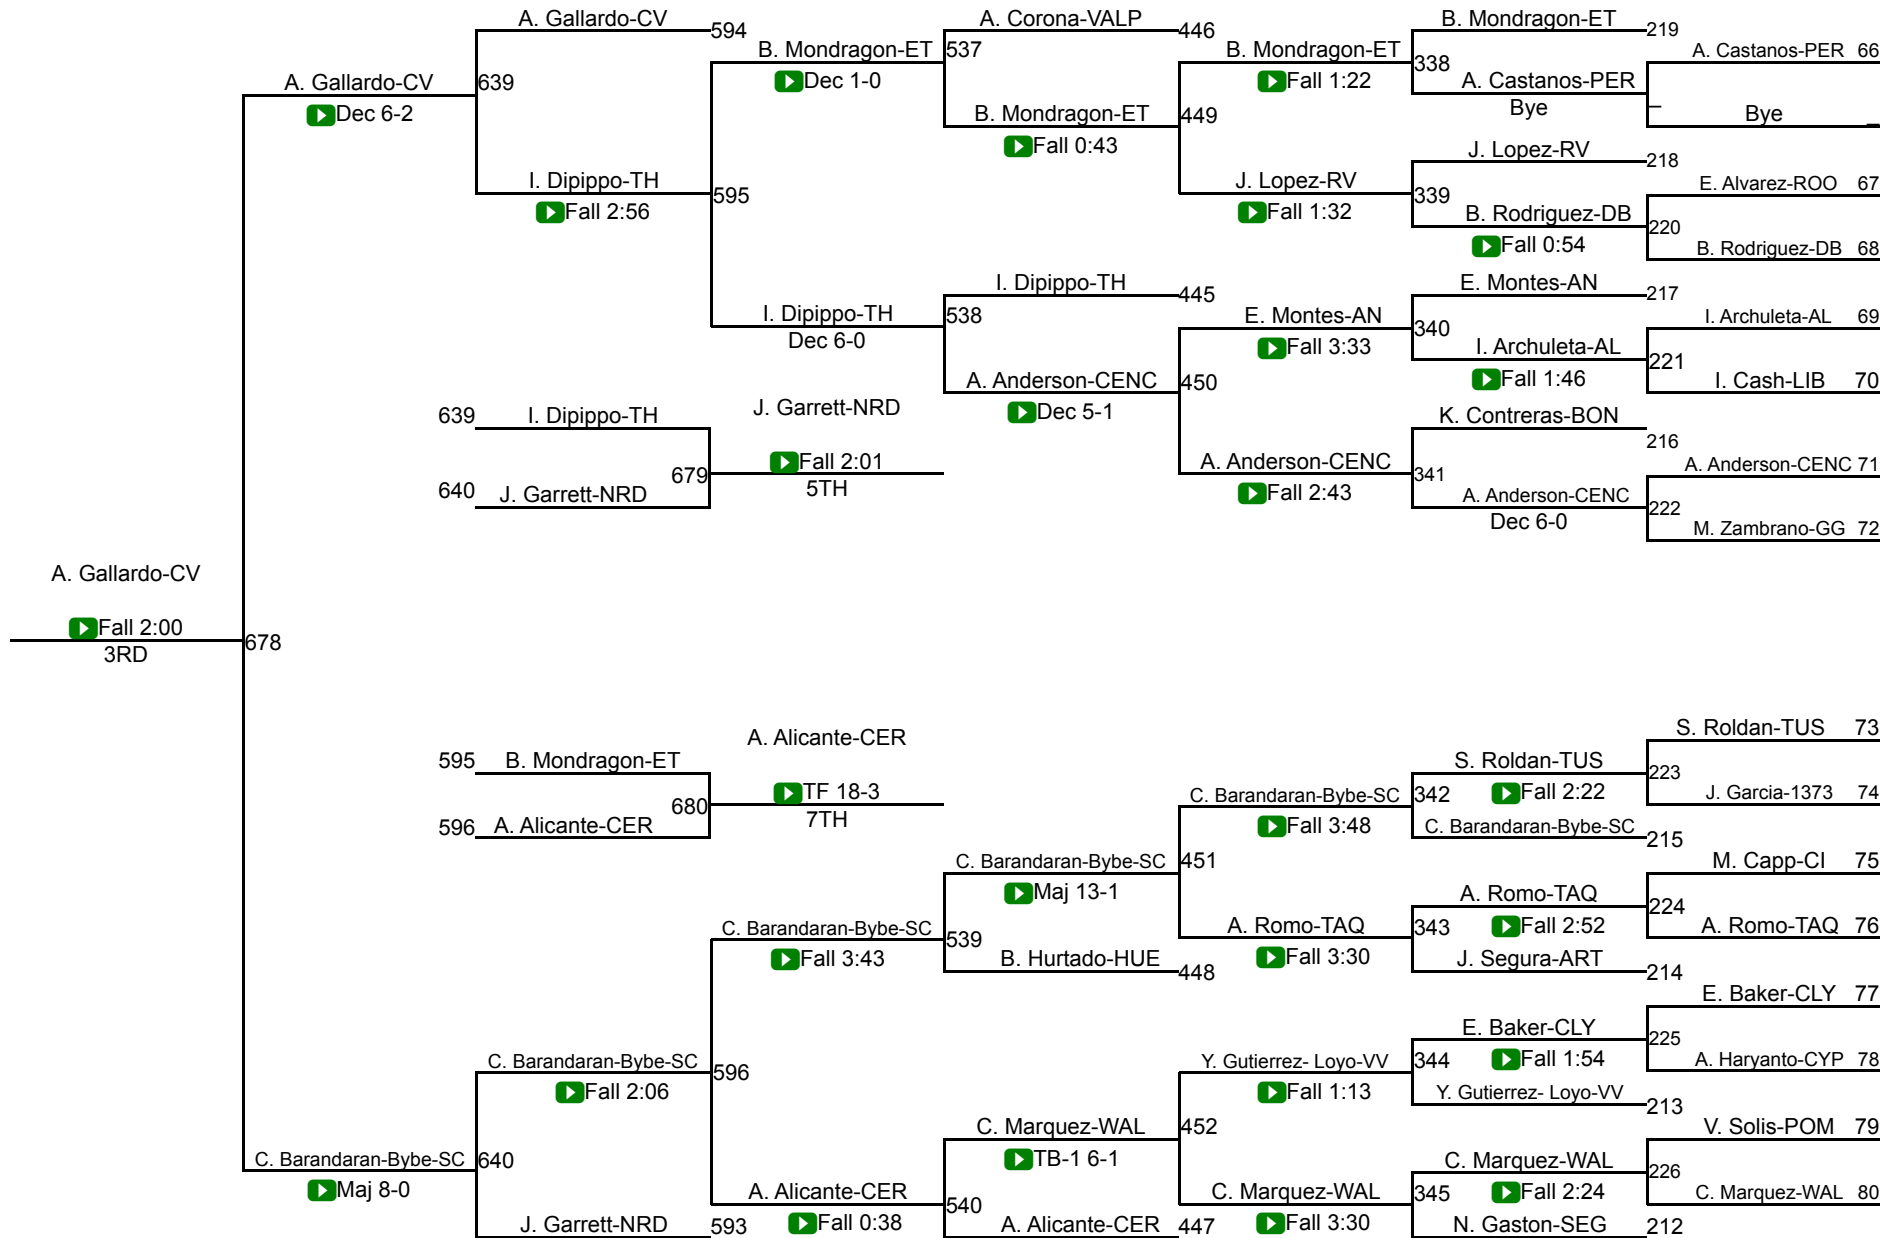 A. Gallardo-CV
594
A. Corona-VALP
446
B. Mondragon-ET
219
B. Mondragon-ET
537
B. Mondragon-ET
338
A. Castanos-PER 66
A. Gallardo-CV
639
Dec 1-0
Fall 1:22
A. Castanos-PER
Dec 6-2
B. Mondragon-ET
449
Bye
–
Bye
_
Fall 0:43
J. Lopez-RV
218
I. Dipippo-TH
595
J. Lopez-RV
339
E. Alvarez-ROO 67
Fall 2:56
Fall 1:32
B. Rodriguez-DB
220
Fall 0:54
B. Rodriguez-DB 68
I. Dipippo-TH
445
E. Montes-AN
217
I. Dipippo-TH
538
E. Montes-AN
340
I. Archuleta-AL 69
Dec 6-0
Fall 3:33
I. Archuleta-AL
221
A. Anderson-CENC
450
Fall 1:46
I. Cash-LIB 70
639
I. Dipippo-TH
J. Garrett-NRD
Dec 5-1
K. Contreras-BON
216
679
Fall 2:01
A. Anderson-CENC
341
A. Anderson-CENC 71
640
J. Garrett-NRD
5TH
Fall 2:43
A. Anderson-CENC
222
Dec 6-0
M. Zambrano-GG 72
A. Gallardo-CV
Fall 2:00
678
3RD
S. Roldan-TUS 73
A. Alicante-CER
595
B. Mondragon-ET
S. Roldan-TUS
223
680
TF 18-3
C. Barandaran-Bybe-SC
342
Fall 2:22
J. Garcia-1373 74
596
A. Alicante-CER
7TH
Fall 3:48
C. Barandaran-Bybe-SC
215
C. Barandaran-Bybe-SC
451
M. Capp-CI 75
Maj 13-1
A. Romo-TAQ
224
C. Barandaran-Bybe-SC
539
A. Romo-TAQ
343
Fall 2:52
A. Romo-TAQ 76
Fall 3:43
B. Hurtado-HUE
448
Fall 3:30
J. Segura-ART
214
E. Baker-CLY 77
E. Baker-CLY
225
C. Barandaran-Bybe-SC
596
Y. Gutierrez- Loyo-VV
344
Fall 1:54
A. Haryanto-CYP 78
Fall 2:06
Fall 1:13
Y. Gutierrez- Loyo-VV
213
C. Marquez-WAL
452
V. Solis-POM 79
C. Barandaran-Bybe-SC
640
TB-1 6-1
C. Marquez-WAL
226
Maj 8-0
A. Alicante-CER
540
C. Marquez-WAL
345
Fall 2:24
C. Marquez-WAL 80
J. Garrett-NRD
593
Fall 0:38
A. Alicante-CER
447
Fall 3:30
N. Gaston-SEG
212